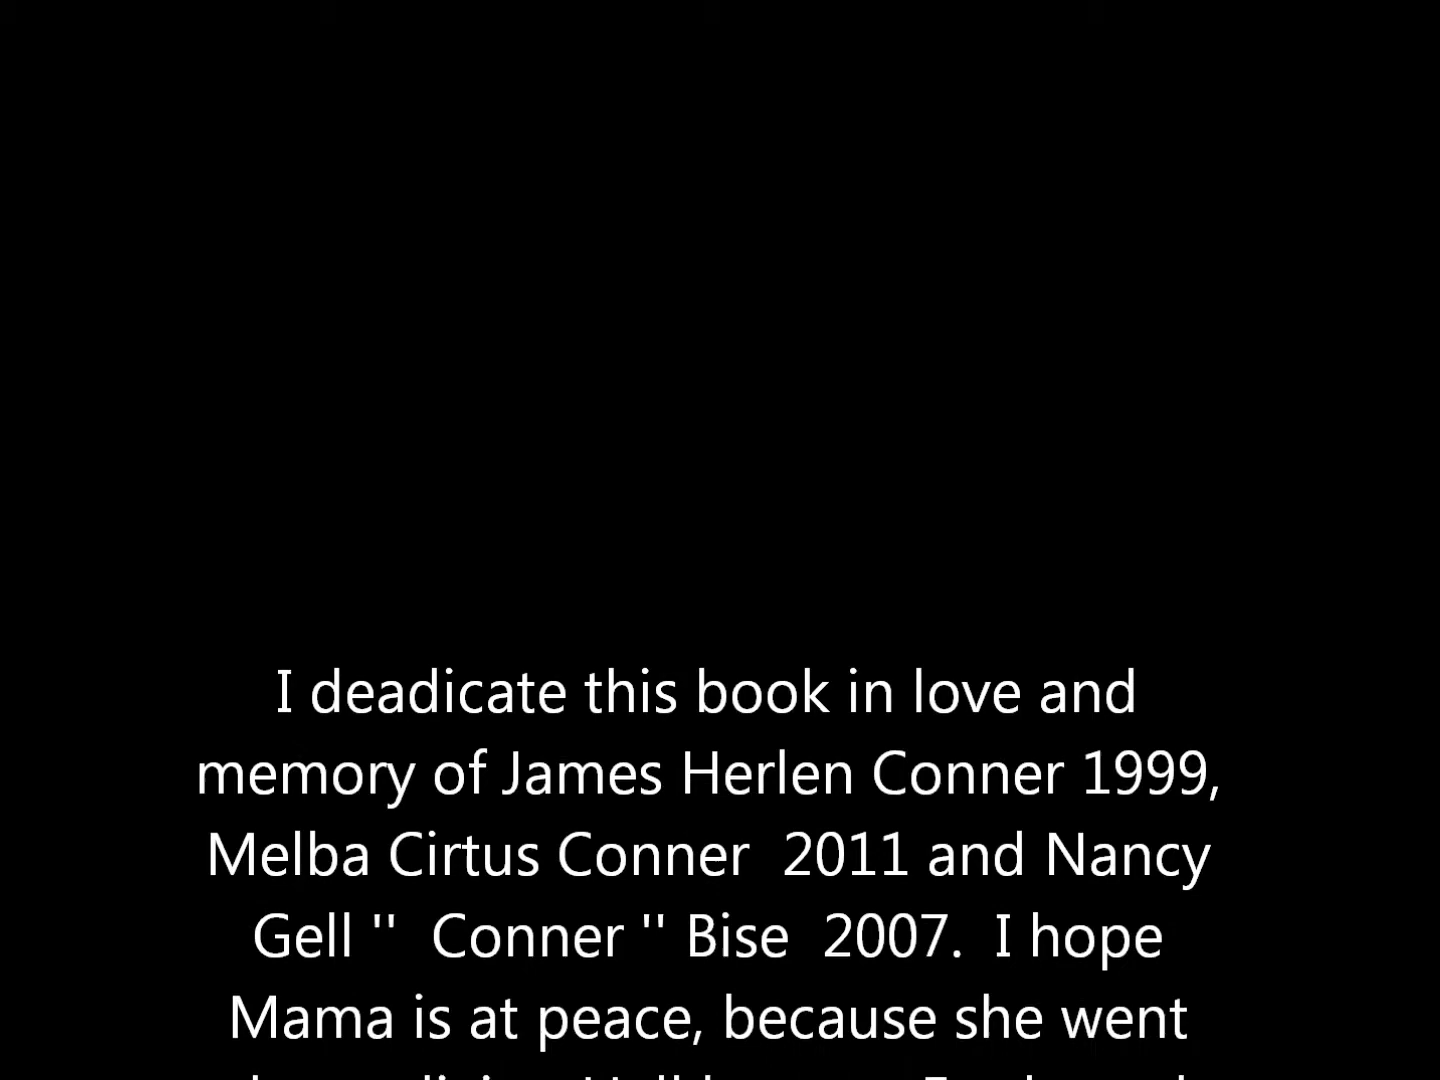 I deadicate this book in love and
memory of James Herlen Conner 1999,
Melba Cirtus Conner  2011 and Nancy
Gell "  Conner " Bise  2007.  I hope
Mama is at peace, because she went